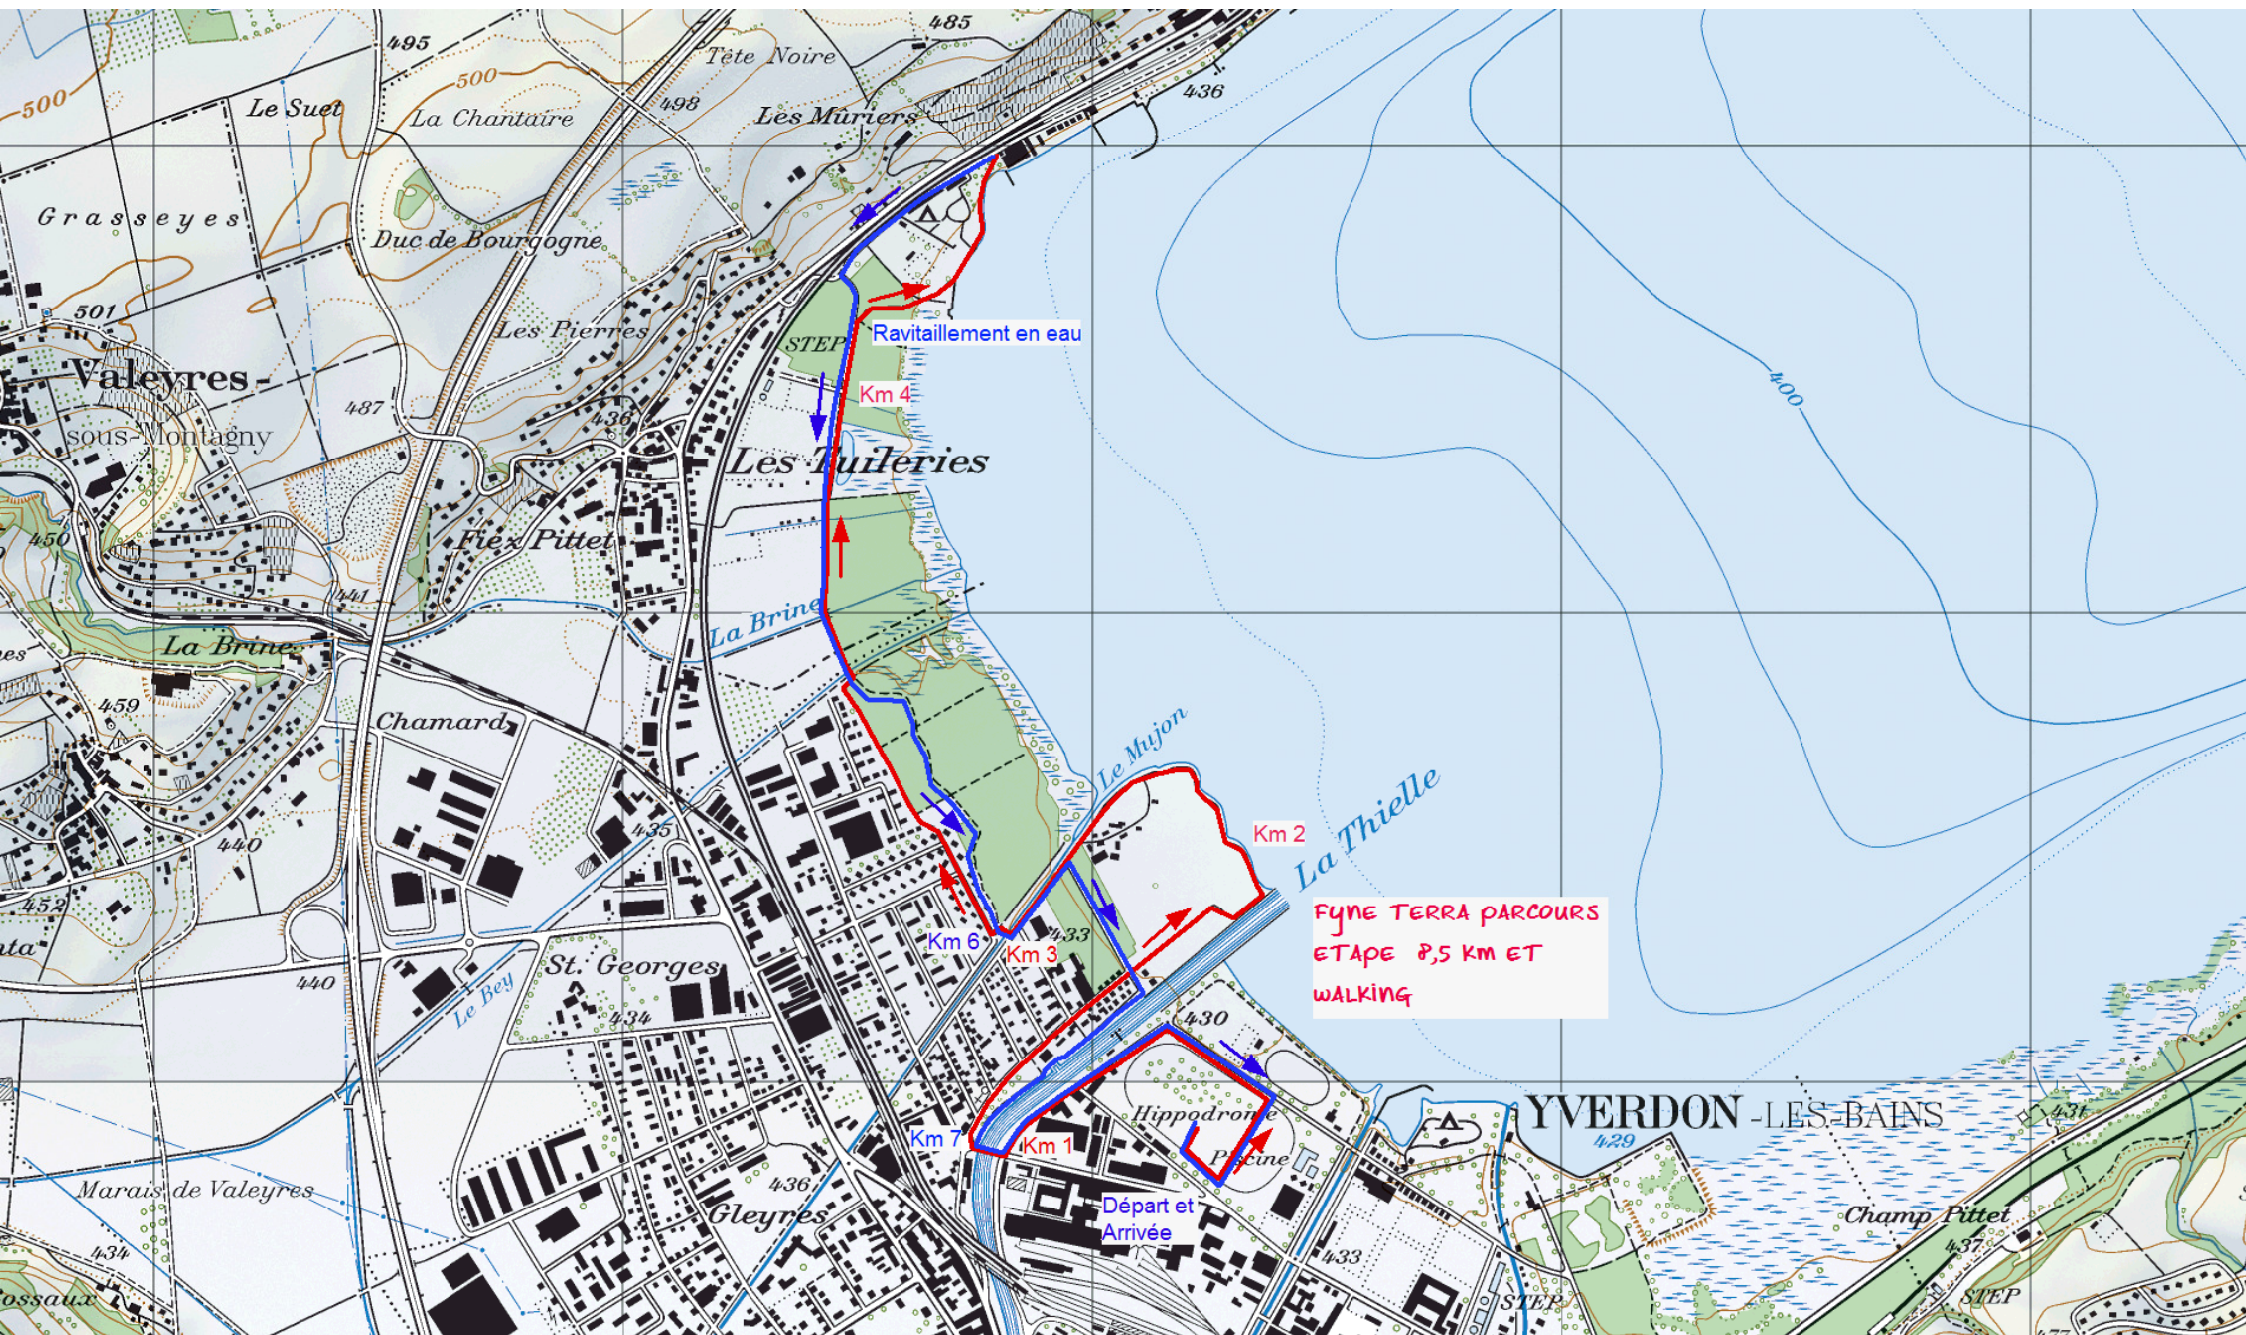 485
495
Tête Noire
500
500
498
436
Le Suet
La Chantaire
Les Mûriers
Grasseyes
Duc de Bourgogne
501
Les Pierres
Ravitaillement en eau
STEP
Valeyres-
400
Km 4
487
436
sous-Montagny
Les Tuileries
450
Fiex Pittet
441
La Brine
La Brine
459
Chamard
Le Mujon
La Thielle
435
Km 2
440
452
FYNE TERRA PARCOURS
ETAPE 8,5 KM ET
WALKING
Km 6
433
Km 3
St. Georges
440
Le Bey
434
430
Hippodrome
YVERDON-LES-BAINS
431
429
Km 7
Km 1
Piscine
Marais de Valeyres
436
Départ et
Arrivée
Gleyres
Champ Pittet
437
434
433
STEP
STEP